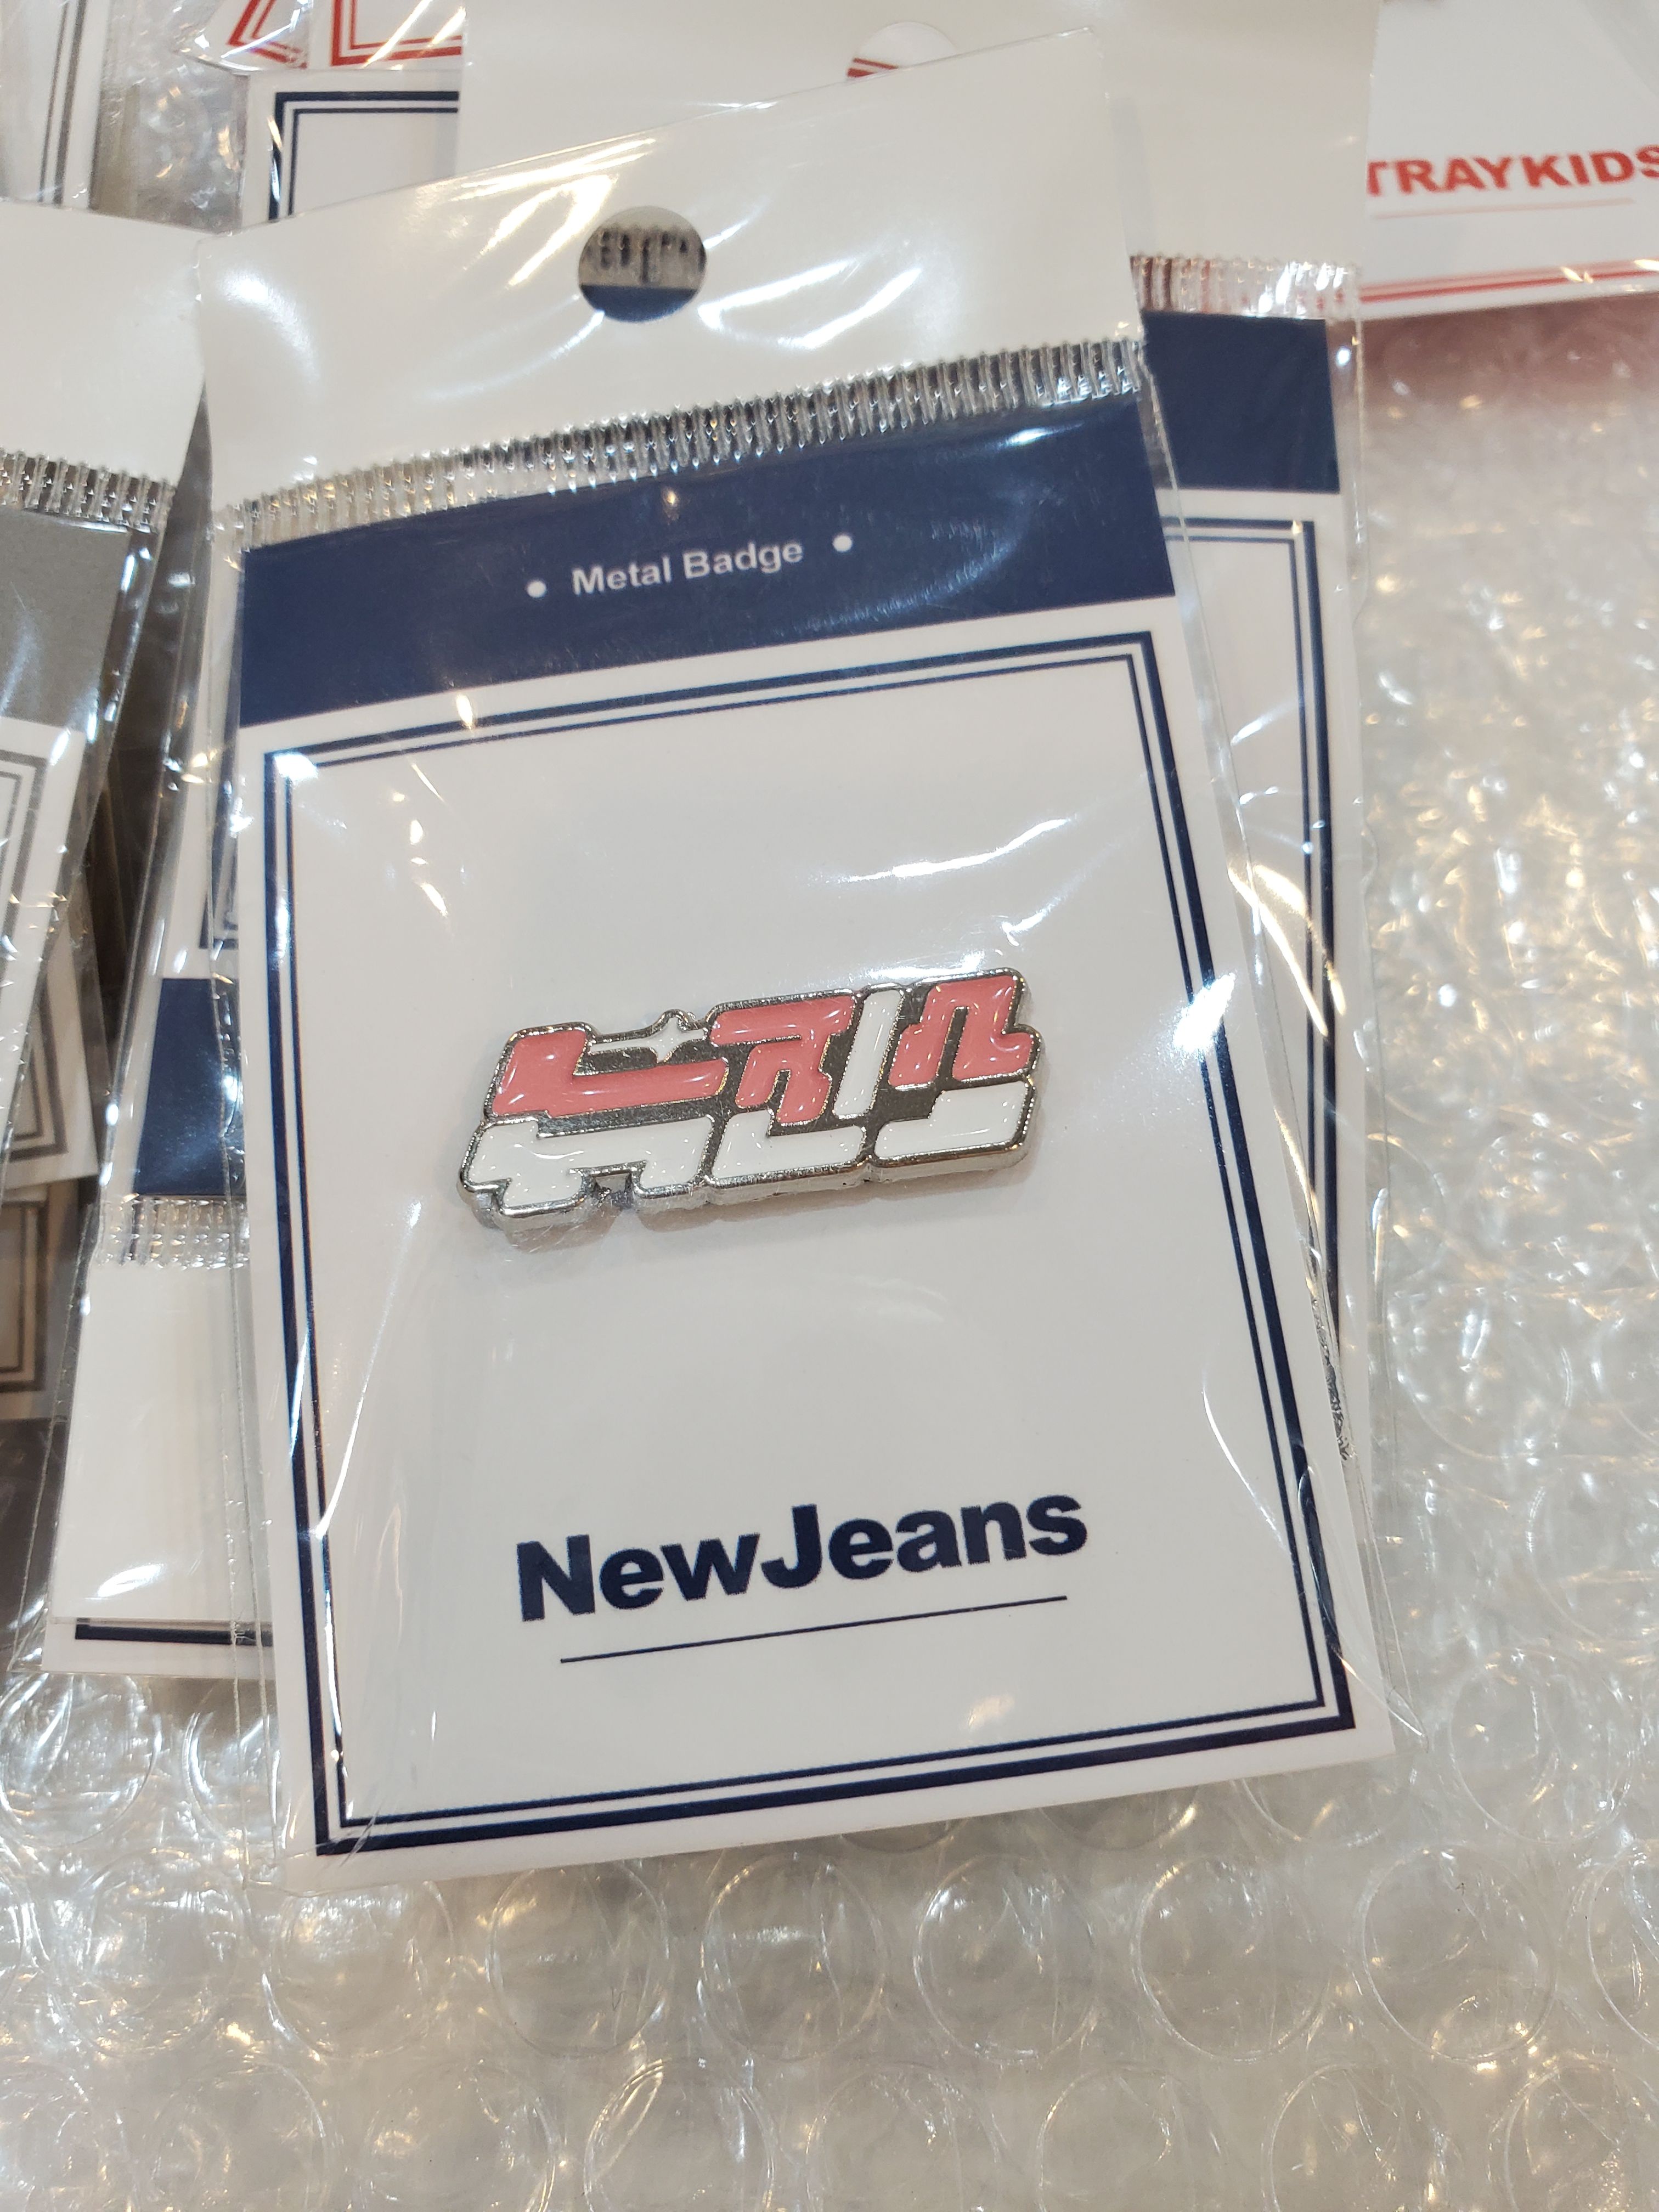 TRAYKIDS
• Metal Badge •
뉴진스
NewJeans